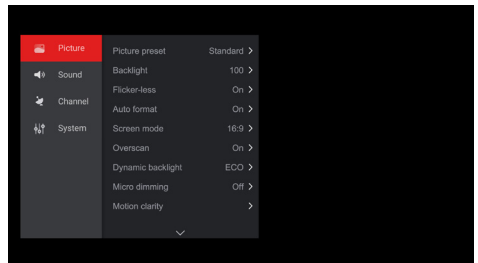 Picture
Sound
Channel
System
Picture preset Standard
Backlight 100
Flicker-less On
Auto format On
Screen mode 16:9
Overscan On
Dynamic backlight ECO
Micro dimming Off
Motion clarity